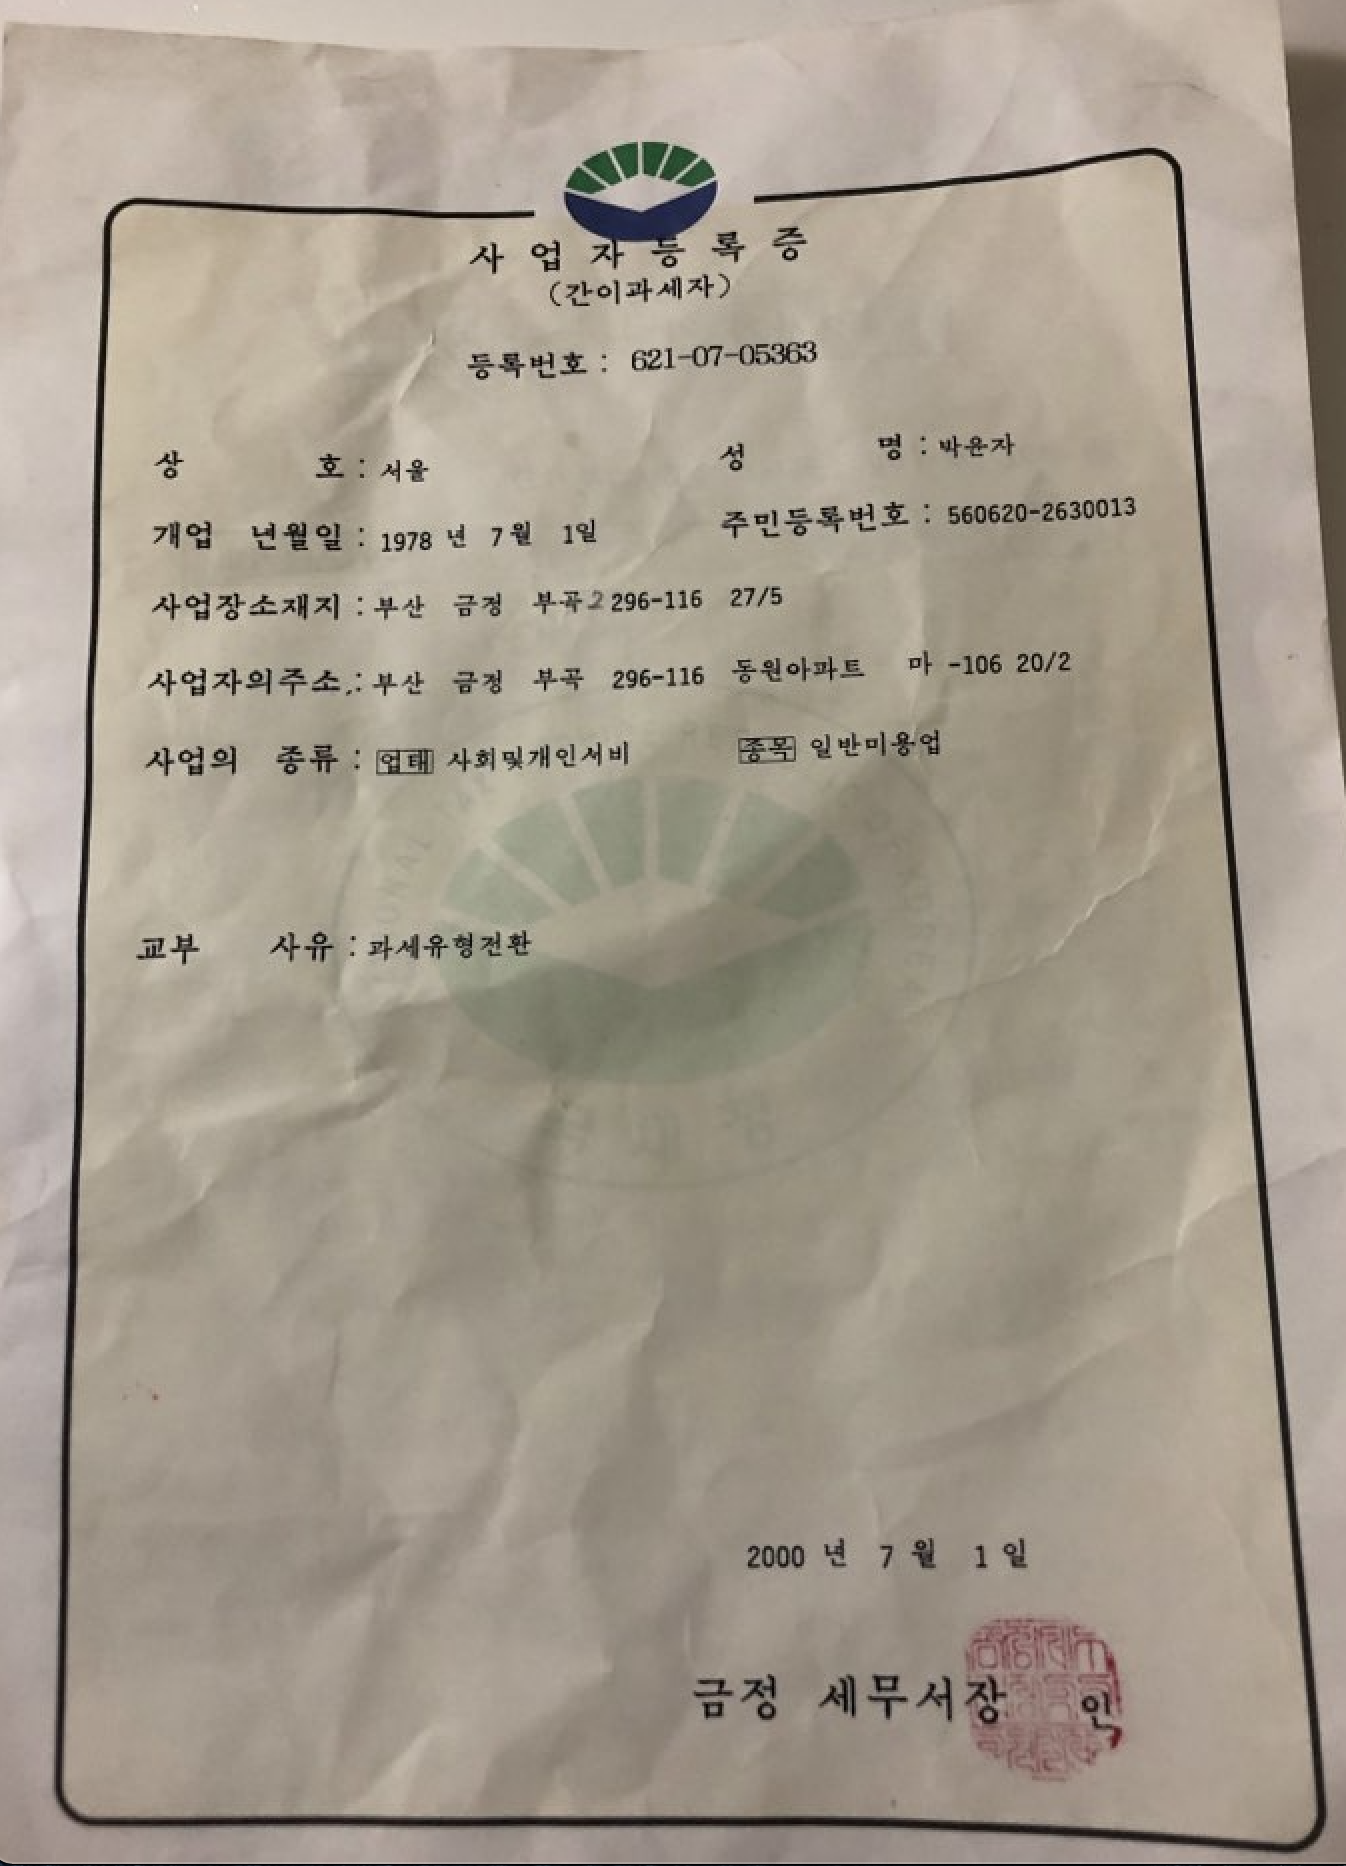 사업자등록증
(간이과세자)
등록번호 : 621-07-05363
상 호 : 서울 성 명 : 박윤자
개업 년월일 : 1978 년 7 월 1일 주민등록번호 : 560620-2630013
사업장소재지 : 부산 금정 부곡2 296-116 27/5
사업자의주소 : 부산 금정 부곡 296-116 동원아파트 마 -106 20/2
사업의 종류 : 업태 사회및개인서비 종목 일반미용업
교부 사유 : 과세유형전환
2000 년 7 월 1 일
금정 세무서장 인